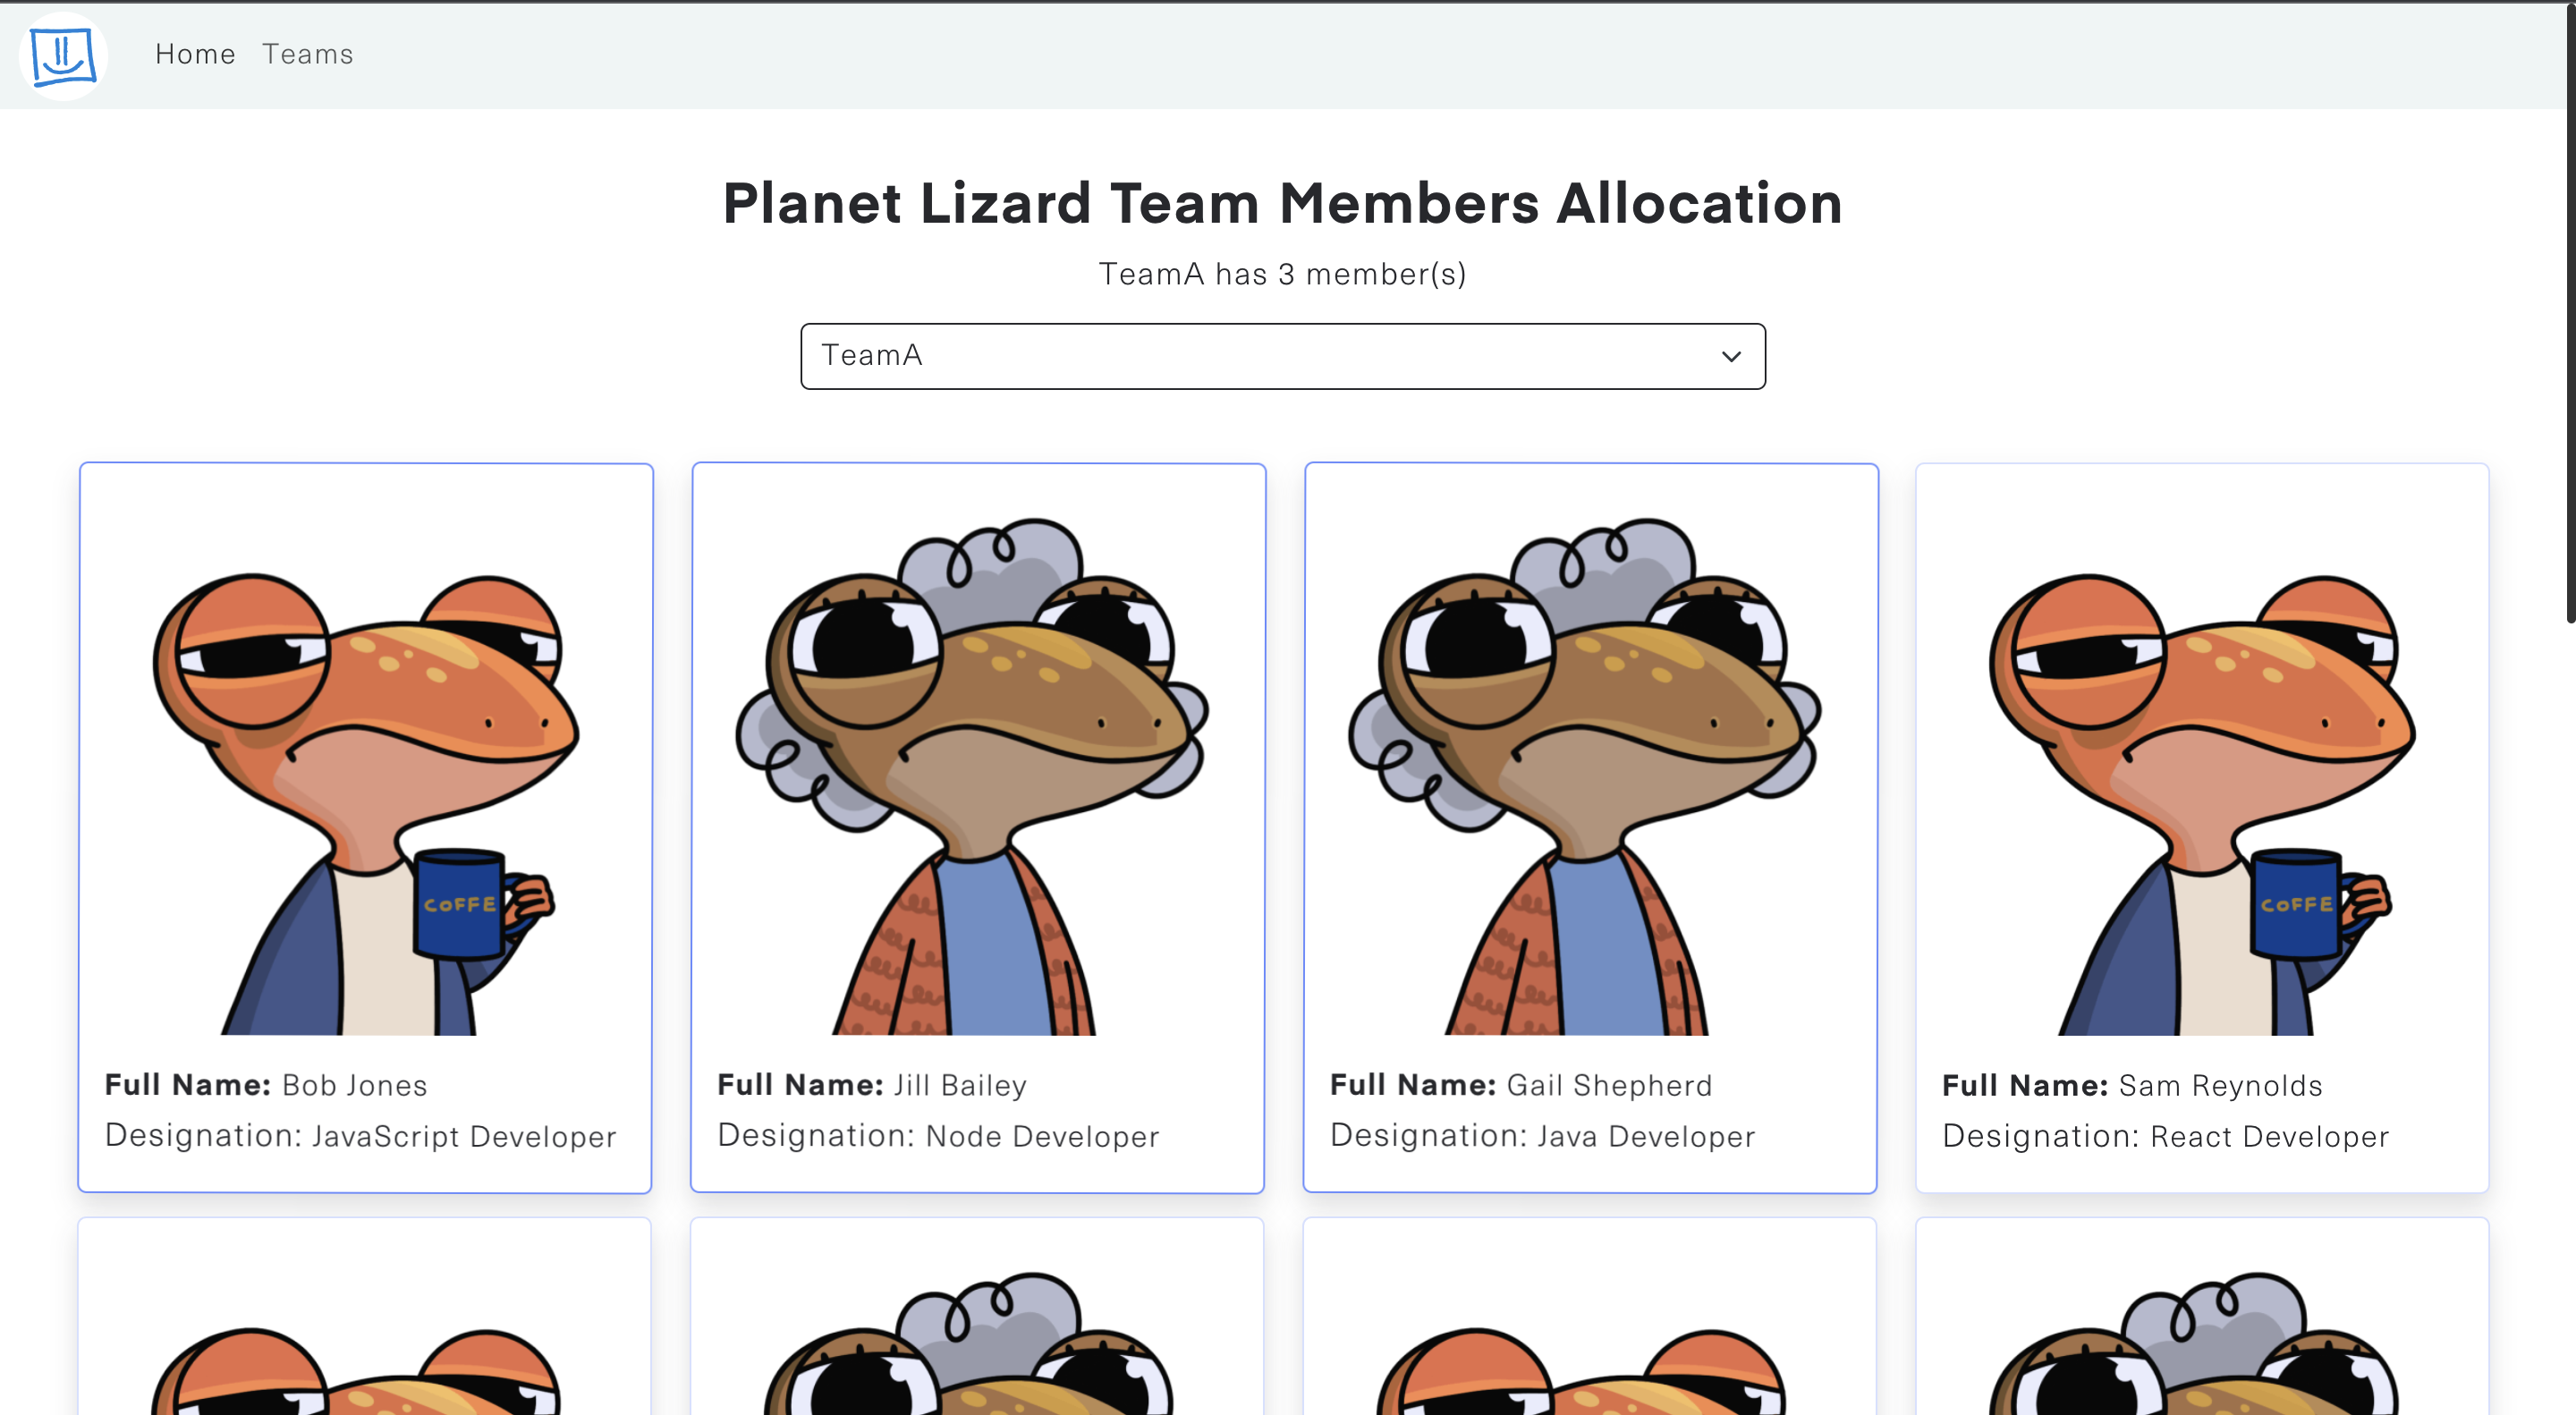 Home Teams
Planet Lizard Team Members Allocation
TeamA has 3 member(s)
TeamA
COFFE
Full Name: Bob Jones
Designation: JavaScript Developer
Full Name: Jill Bailey
Designation: Node Developer
Full Name: Gail Shepherd
Designation: Java Developer
COFFE
Full Name: Sam Reynolds
Designation: React Developer